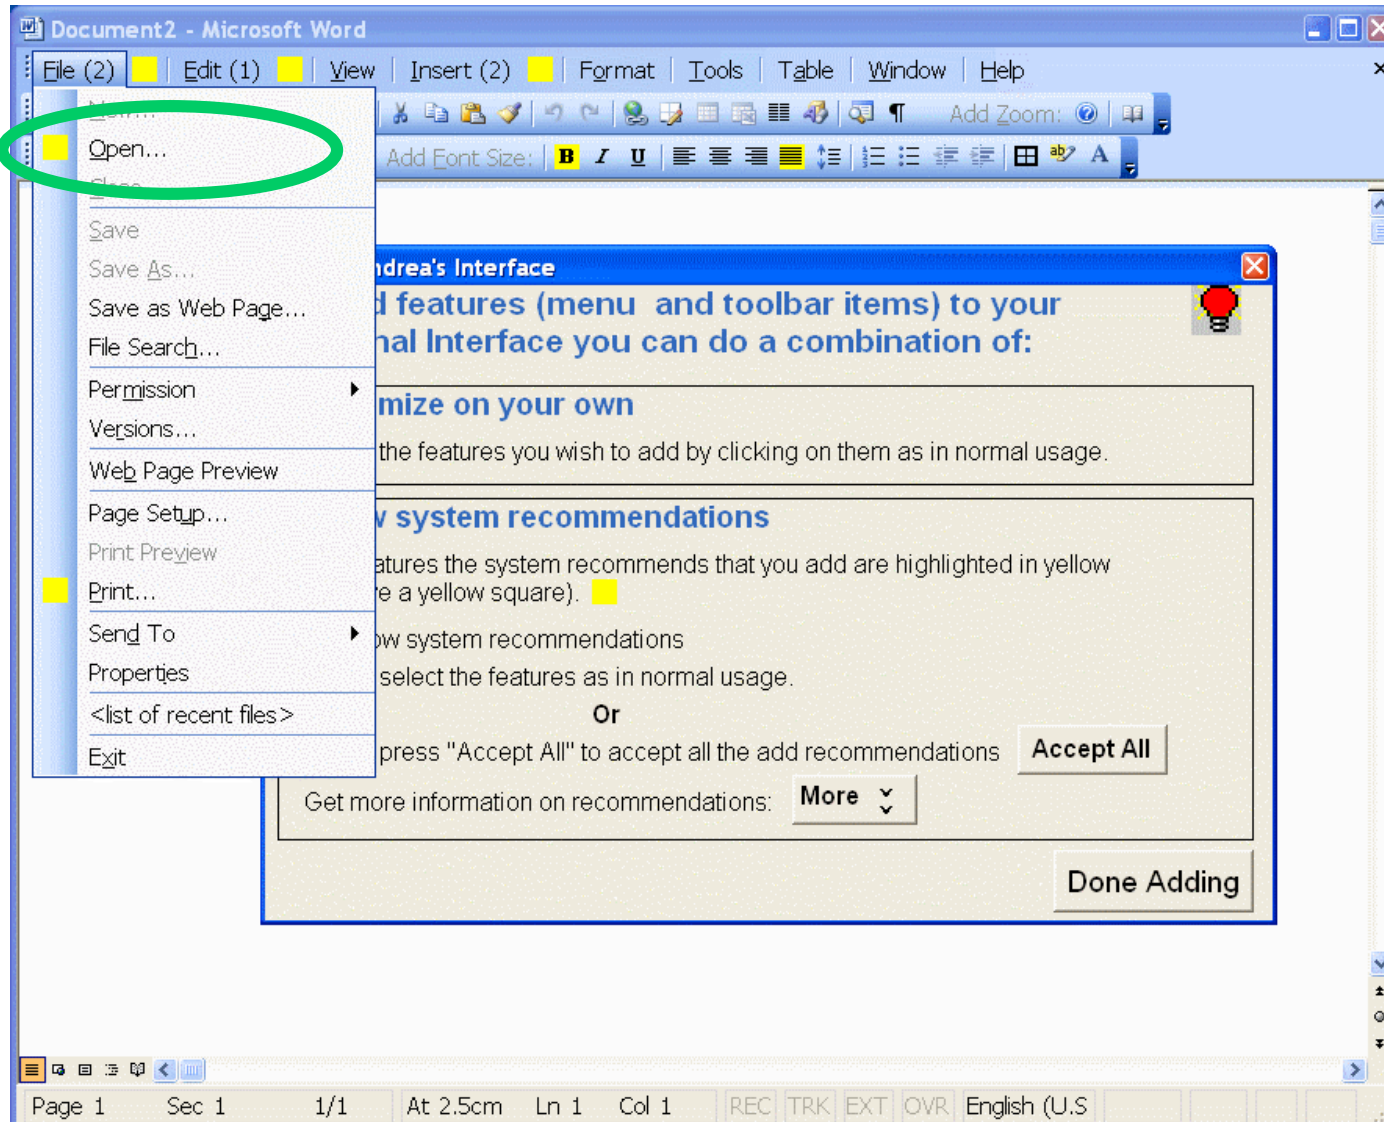 Document2 - Microsoft Word
File (2) Edit (1) View Insert (2) Format Tools Table Window Help
New...
Add Zoom:
Open...
Add Font Size: B I U
A
Close
Save
Save As...
Save as Web Page...
File Search...
Permission
Versions...
Web Page Preview
Page Setup...
Print Preview
Print...
Send To
Properties
<list of recent files>
Exit
ndrea's Interface
d features (menu and toolbar items) to your
nal Interface you can do a combination of:
mize on your own
the features you wish to add by clicking on them as in normal usage.
w system recommendations
atures the system recommends that you add are highlighted in yellow
e a yellow square).
ow system recommendations
select the features as in normal usage.
Or
press "Accept All" to accept all the add recommendations Accept All
Get more information on recommendations: More
Done Adding
Page 1 Sec 1 1/1 At 2.5cm Ln 1 Col 1 REC TRK EXT OVR English (U.S